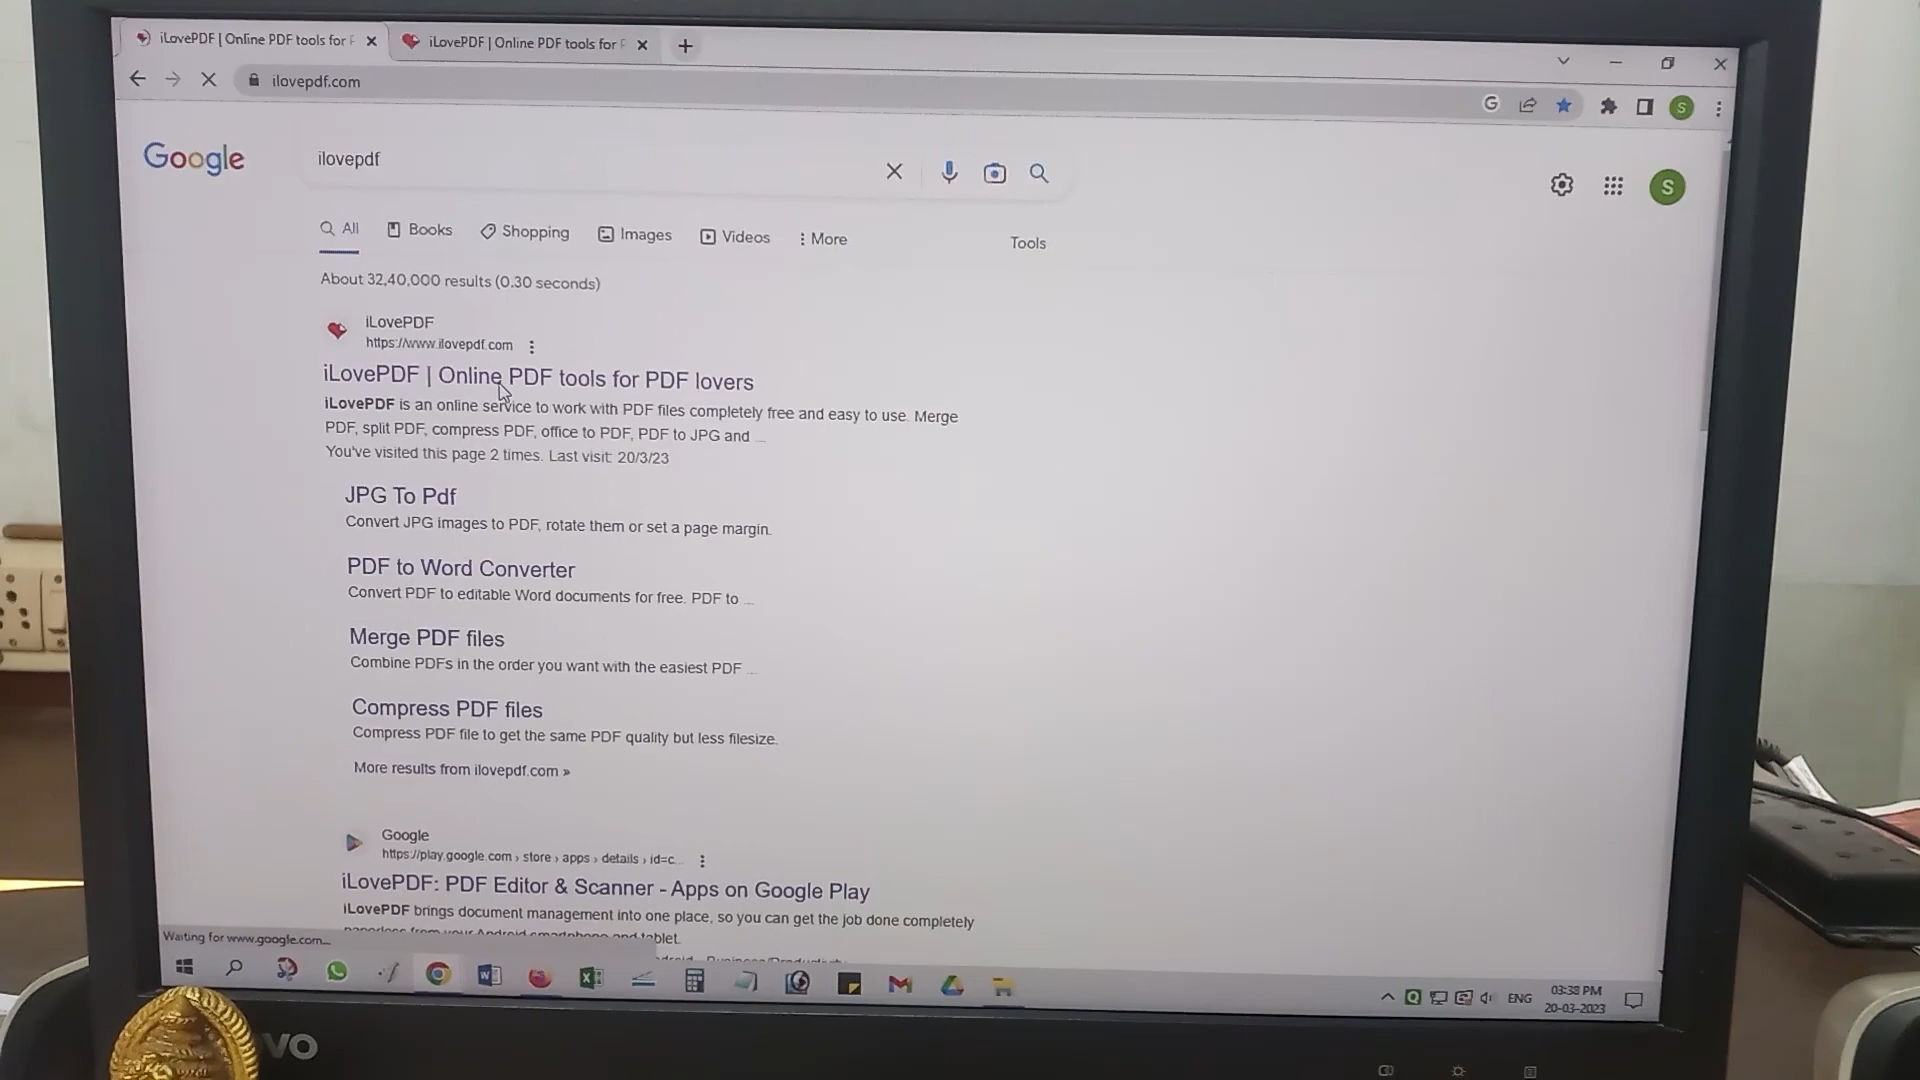 iLovePDF | Online PDF tools for P
iLovePDF | Online PDF tools for P
ilovepdf.com
G
S
Google
ilovepdf
S
All
Books
Shopping
Images
Videos
More
Tools
About 32,40,000 results (0.30 seconds)
iLovePDF
https://www.ilovepdf.com
iLovePDF | Online PDF tools for PDF lovers
iLovePDF is an online service to work with PDF files completely free and easy to use. Merge
PDF, split PDF, compress PDF, office to PDF, PDF to JPG and ...
You've visited this page 2 times. Last visit: 20/3/23
JPG To Pdf
Convert JPG images to PDF, rotate them or set a page margin.
PDF to Word Converter
Convert PDF to editable Word documents for free. PDF to ...
Merge PDF files
Combine PDFs in the order you want with the easiest PDF ...
Compress PDF files
Compress PDF file to get the same PDF quality but less filesize.
More results from ilovepdf.com »
Google
https://play.google.com › store › apps › details › id=c...
iLovePDF: PDF Editor & Scanner - Apps on Google Play
iLovePDF brings document management into one place, so you can get the job done completely
paperless from your Android smartphone and tablet.
Waiting for www.google.com...
ENG
03:38 PM
20-03-2023
VO